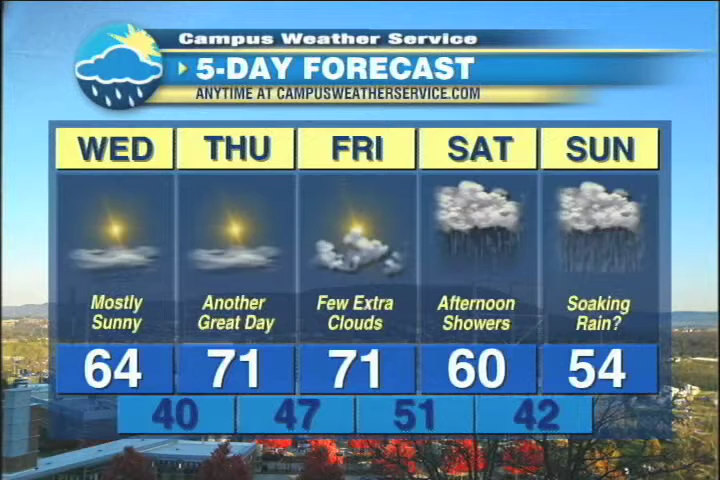 Campus Weather Service
5-DAY FORECAST
ANYTIME AT CAMPUSWEATHERSERVICE.COM
WED THU FRI SAT SUN
Mostly Another Few Extra Afternoon Soaking
Sunny Great Day Clouds Showers Rain?
64 71 71 60 54
40 47 51 42